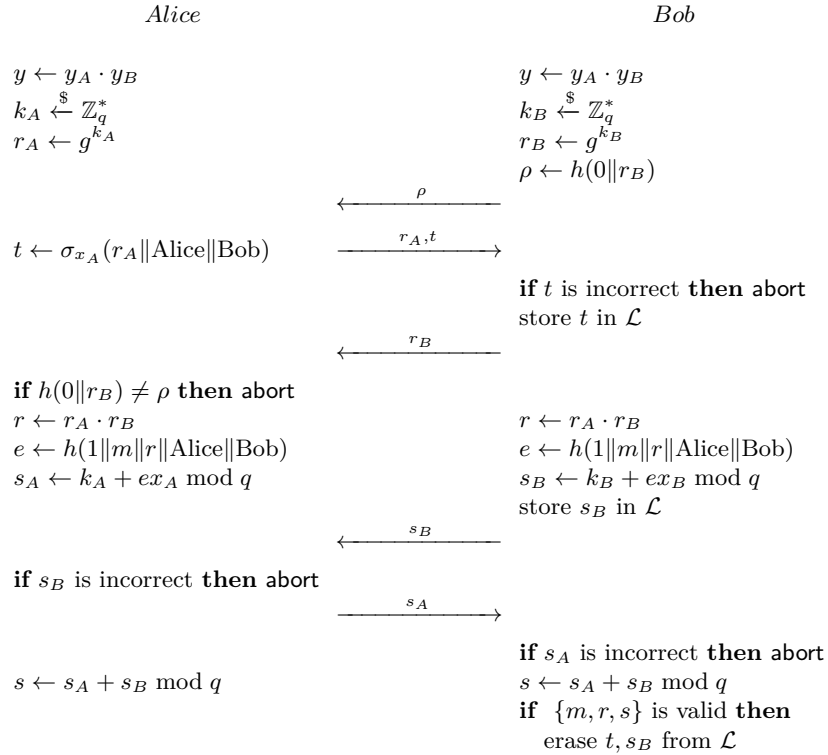 Alice Bob
y ← y_A · y_B y ← y_A · y_B
k_A ←$ ℤ*_q k_B ←$ ℤ*_q
r_A ← g^{k_A} r_B ← g^{k_B}
ρ ← h(0‖r_B)
ρ
t ← σ_{x_A}(r_A‖Alice‖Bob) r_A, t
if t is incorrect then abort
store t in ℒ
r_B
if h(0‖r_B) ≠ ρ then abort
r ← r_A · r_B r ← r_A · r_B
e ← h(1‖m‖r‖Alice‖Bob) e ← h(1‖m‖r‖Alice‖Bob)
s_A ← k_A + ex_A mod q s_B ← k_B + ex_B mod q
store s_B in ℒ
s_B
if s_B is incorrect then abort
s_A
if s_A is incorrect then abort
s ← s_A + s_B mod q s ← s_A + s_B mod q
if {m, r, s} is valid then
erase t, s_B from ℒ